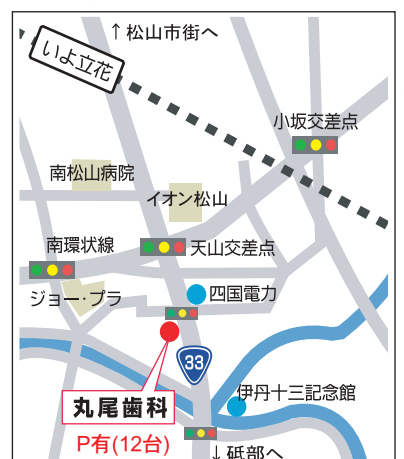 ↑松山市街へ
いよ立花
小坂交差点
南松山病院
イオン松山
南環状線
天山交差点
ジョー・プラ
四国電力
33
伊丹十三記念館
丸尾歯科
P有(12台)
↓砥部へ